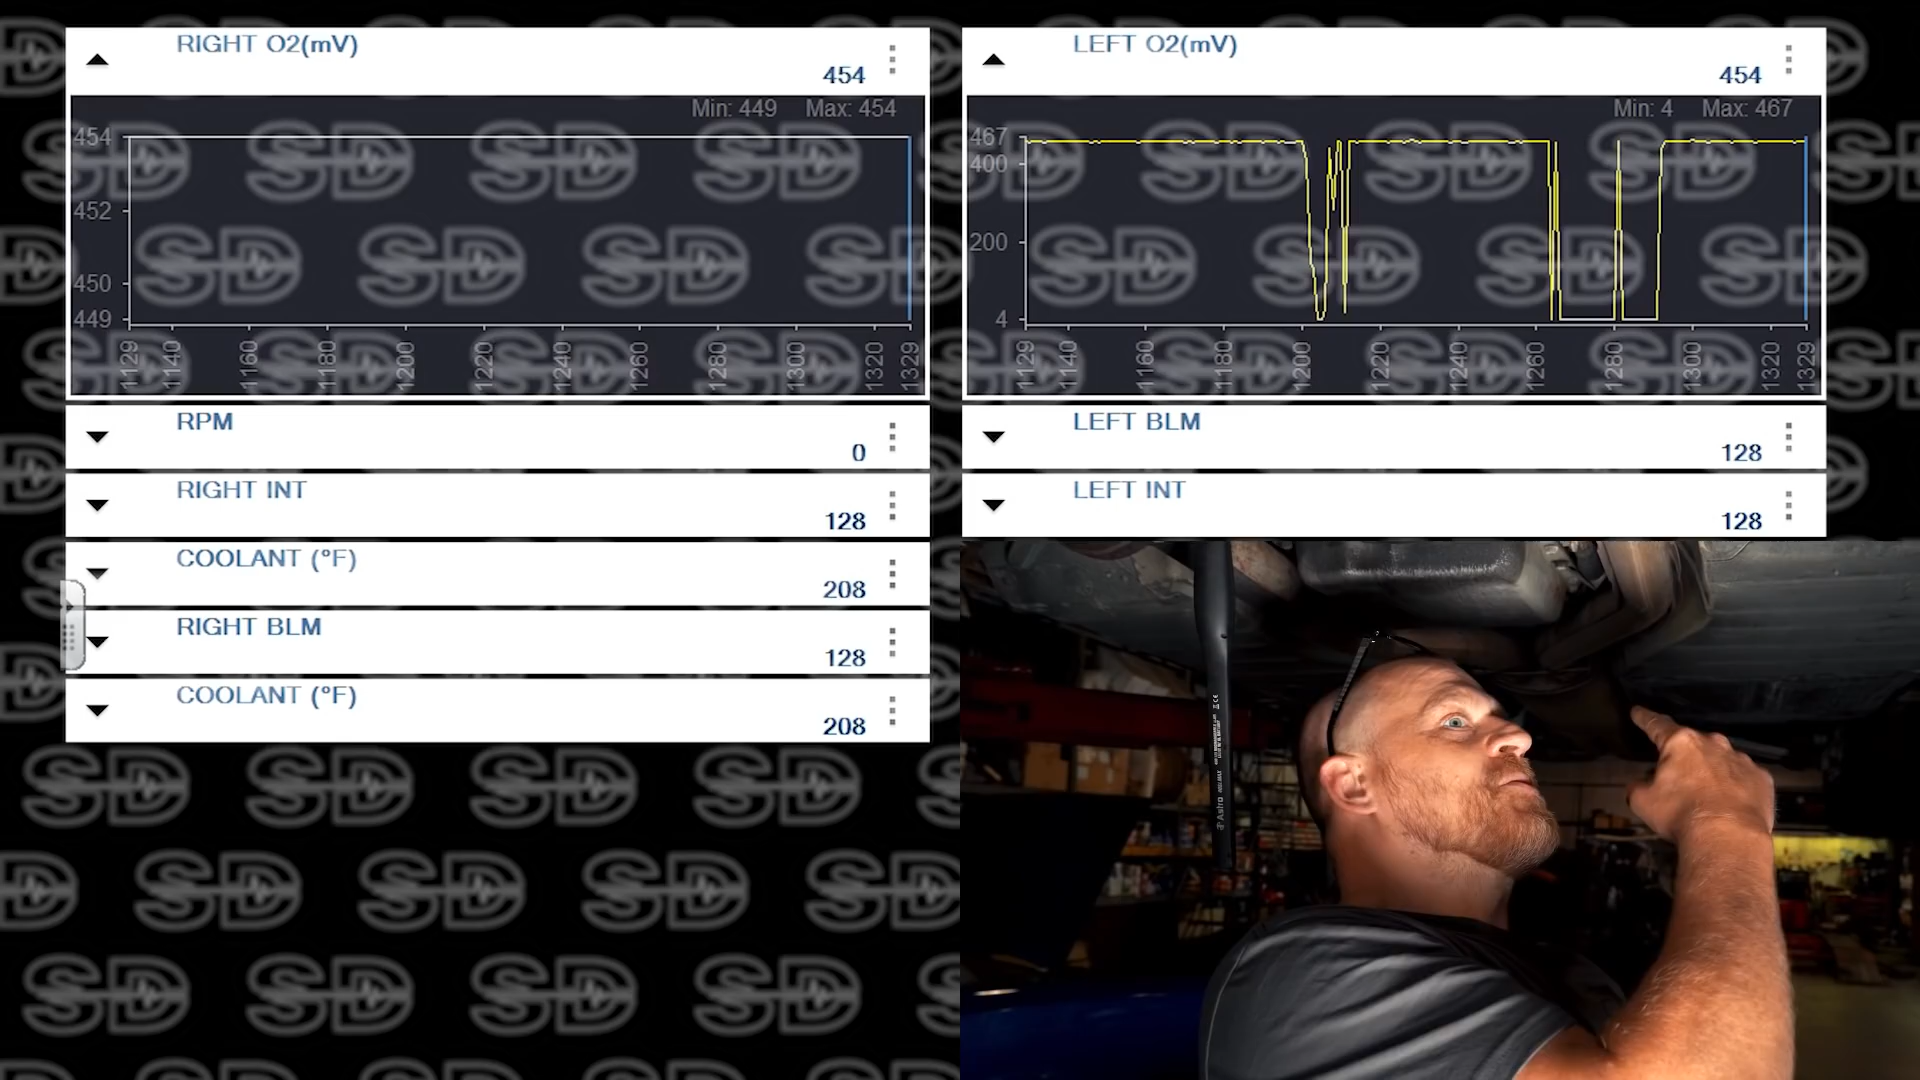 RIGHT O2(mV)
454
Min: 449 Max: 454
454
452
450
449
1129 1140 1160 1180 1200 1220 1240 1260 1280 1300 1320 1329
RPM
0
RIGHT INT
128
COOLANT (°F)
208
RIGHT BLM
128
COOLANT (°F)
208
LEFT O2(mV)
454
Min: 4 Max: 467
467
400
200
4
1129 1140 1160 1180 1200 1220 1240 1260 1280 1300 1320 1329
LEFT BLM
128
LEFT INT
128
Astro
SD